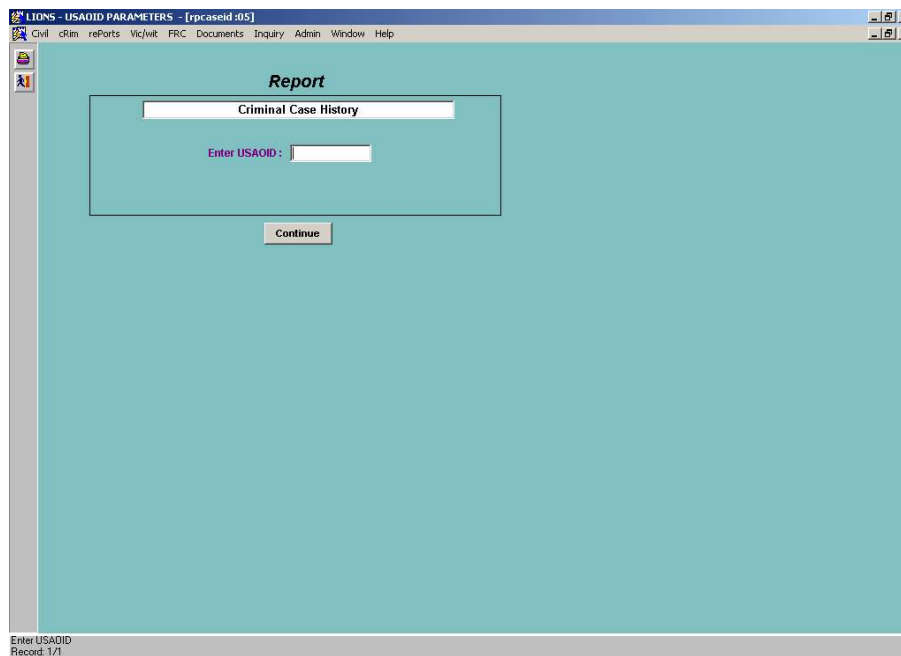 LIONS - USAOID PARAMETERS - [rpcaseid :05]
Civil cRim rePorts Vic/wit FRC Documents Inquiry Admin Window Help
Report
Criminal Case History
Enter USAOID :
Continue
Enter USAOID
Record: 1/1